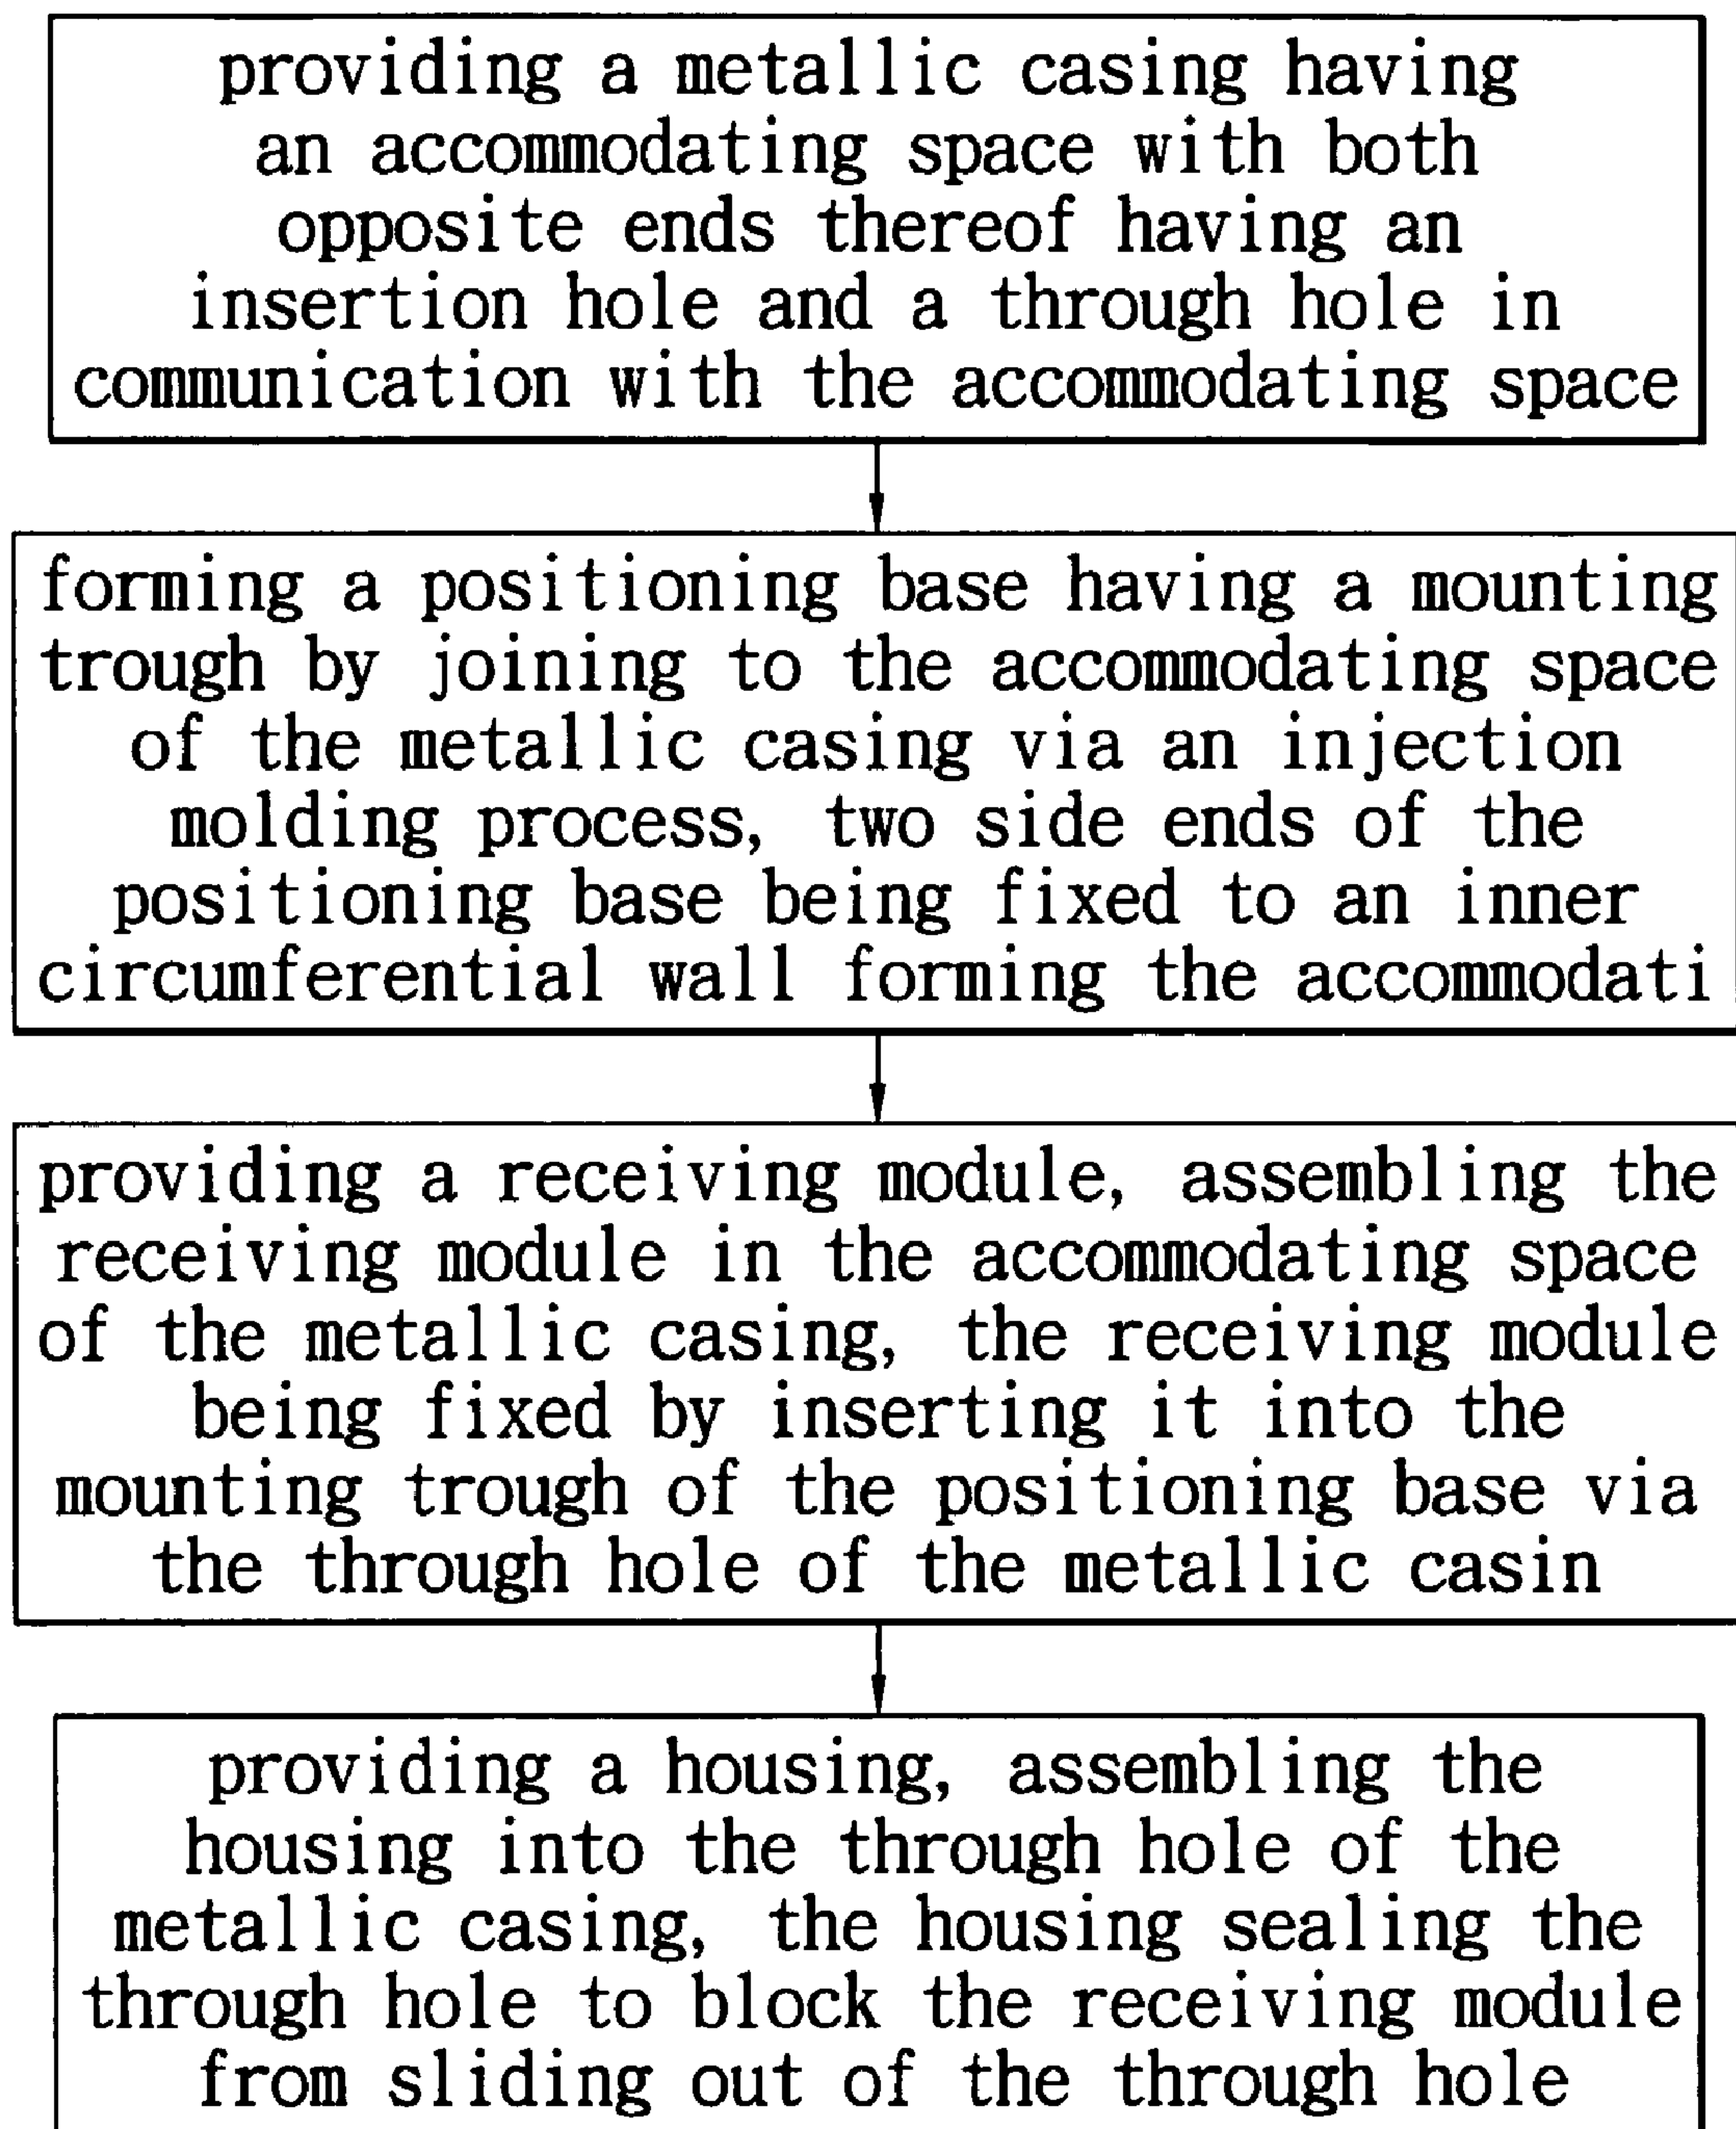 providing a metallic casing having
an accommodating space with both
opposite ends thereof having an
insertion hole and a through hole in
communication with the accommodating space
forming a positioning base having a mounting
trough by joining to the accommodating space
of the metallic casing via an injection
molding process, two side ends of the
positioning base being fixed to an inner
circumferential wall forming the accommodati
providing a receiving module, assembling the
receiving module in the accommodating space
of the metallic casing, the receiving module
being fixed by inserting it into the
mounting trough of the positioning base via
the through hole of the metallic casin
providing a housing, assembling the
housing into the through hole of the
metallic casing, the housing sealing the
through hole to block the receiving module
from sliding out of the through hole